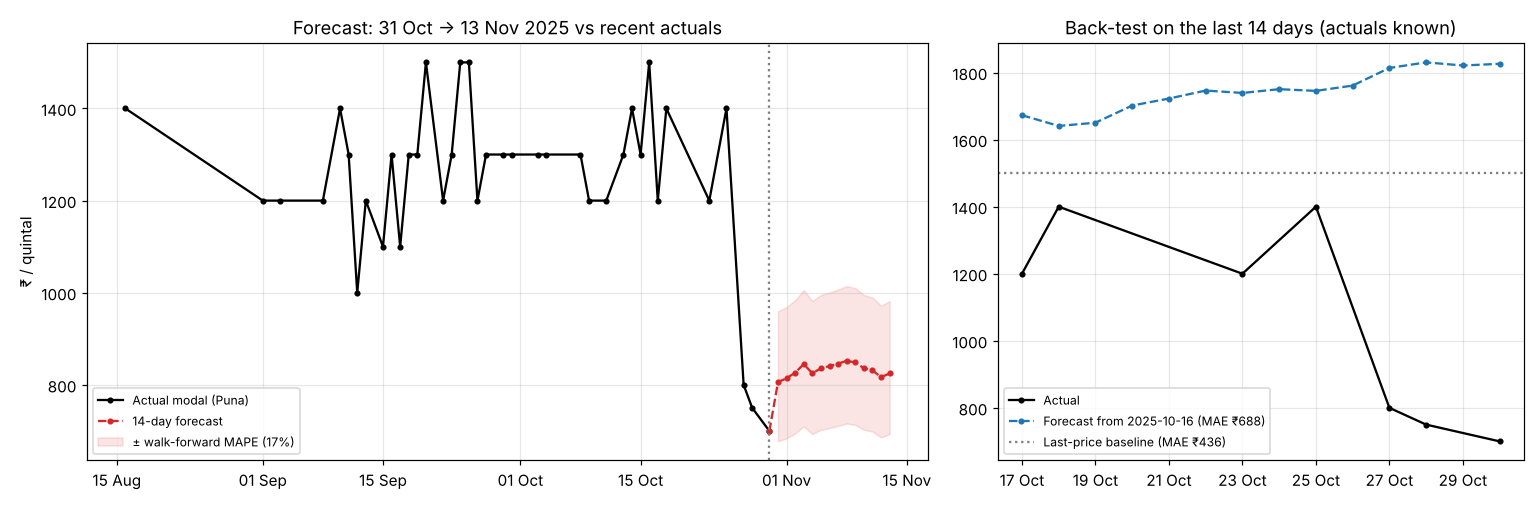 Forecast: 31 Oct → 13 Nov 2025 vs recent actuals
₹ / quintal
1400
1200
1000
800
Actual modal (Puna)
14-day forecast
± walk-forward MAPE (17%)
15 Aug
01 Sep
15 Sep
01 Oct
15 Oct
01 Nov
15 Nov
Back-test on the last 14 days (actuals known)
1800
1600
1400
1200
1000
800
Actual
Forecast from 2025-10-16 (MAE ₹688)
Last-price baseline (MAE ₹436)
17 Oct
19 Oct
21 Oct
23 Oct
25 Oct
27 Oct
29 Oct